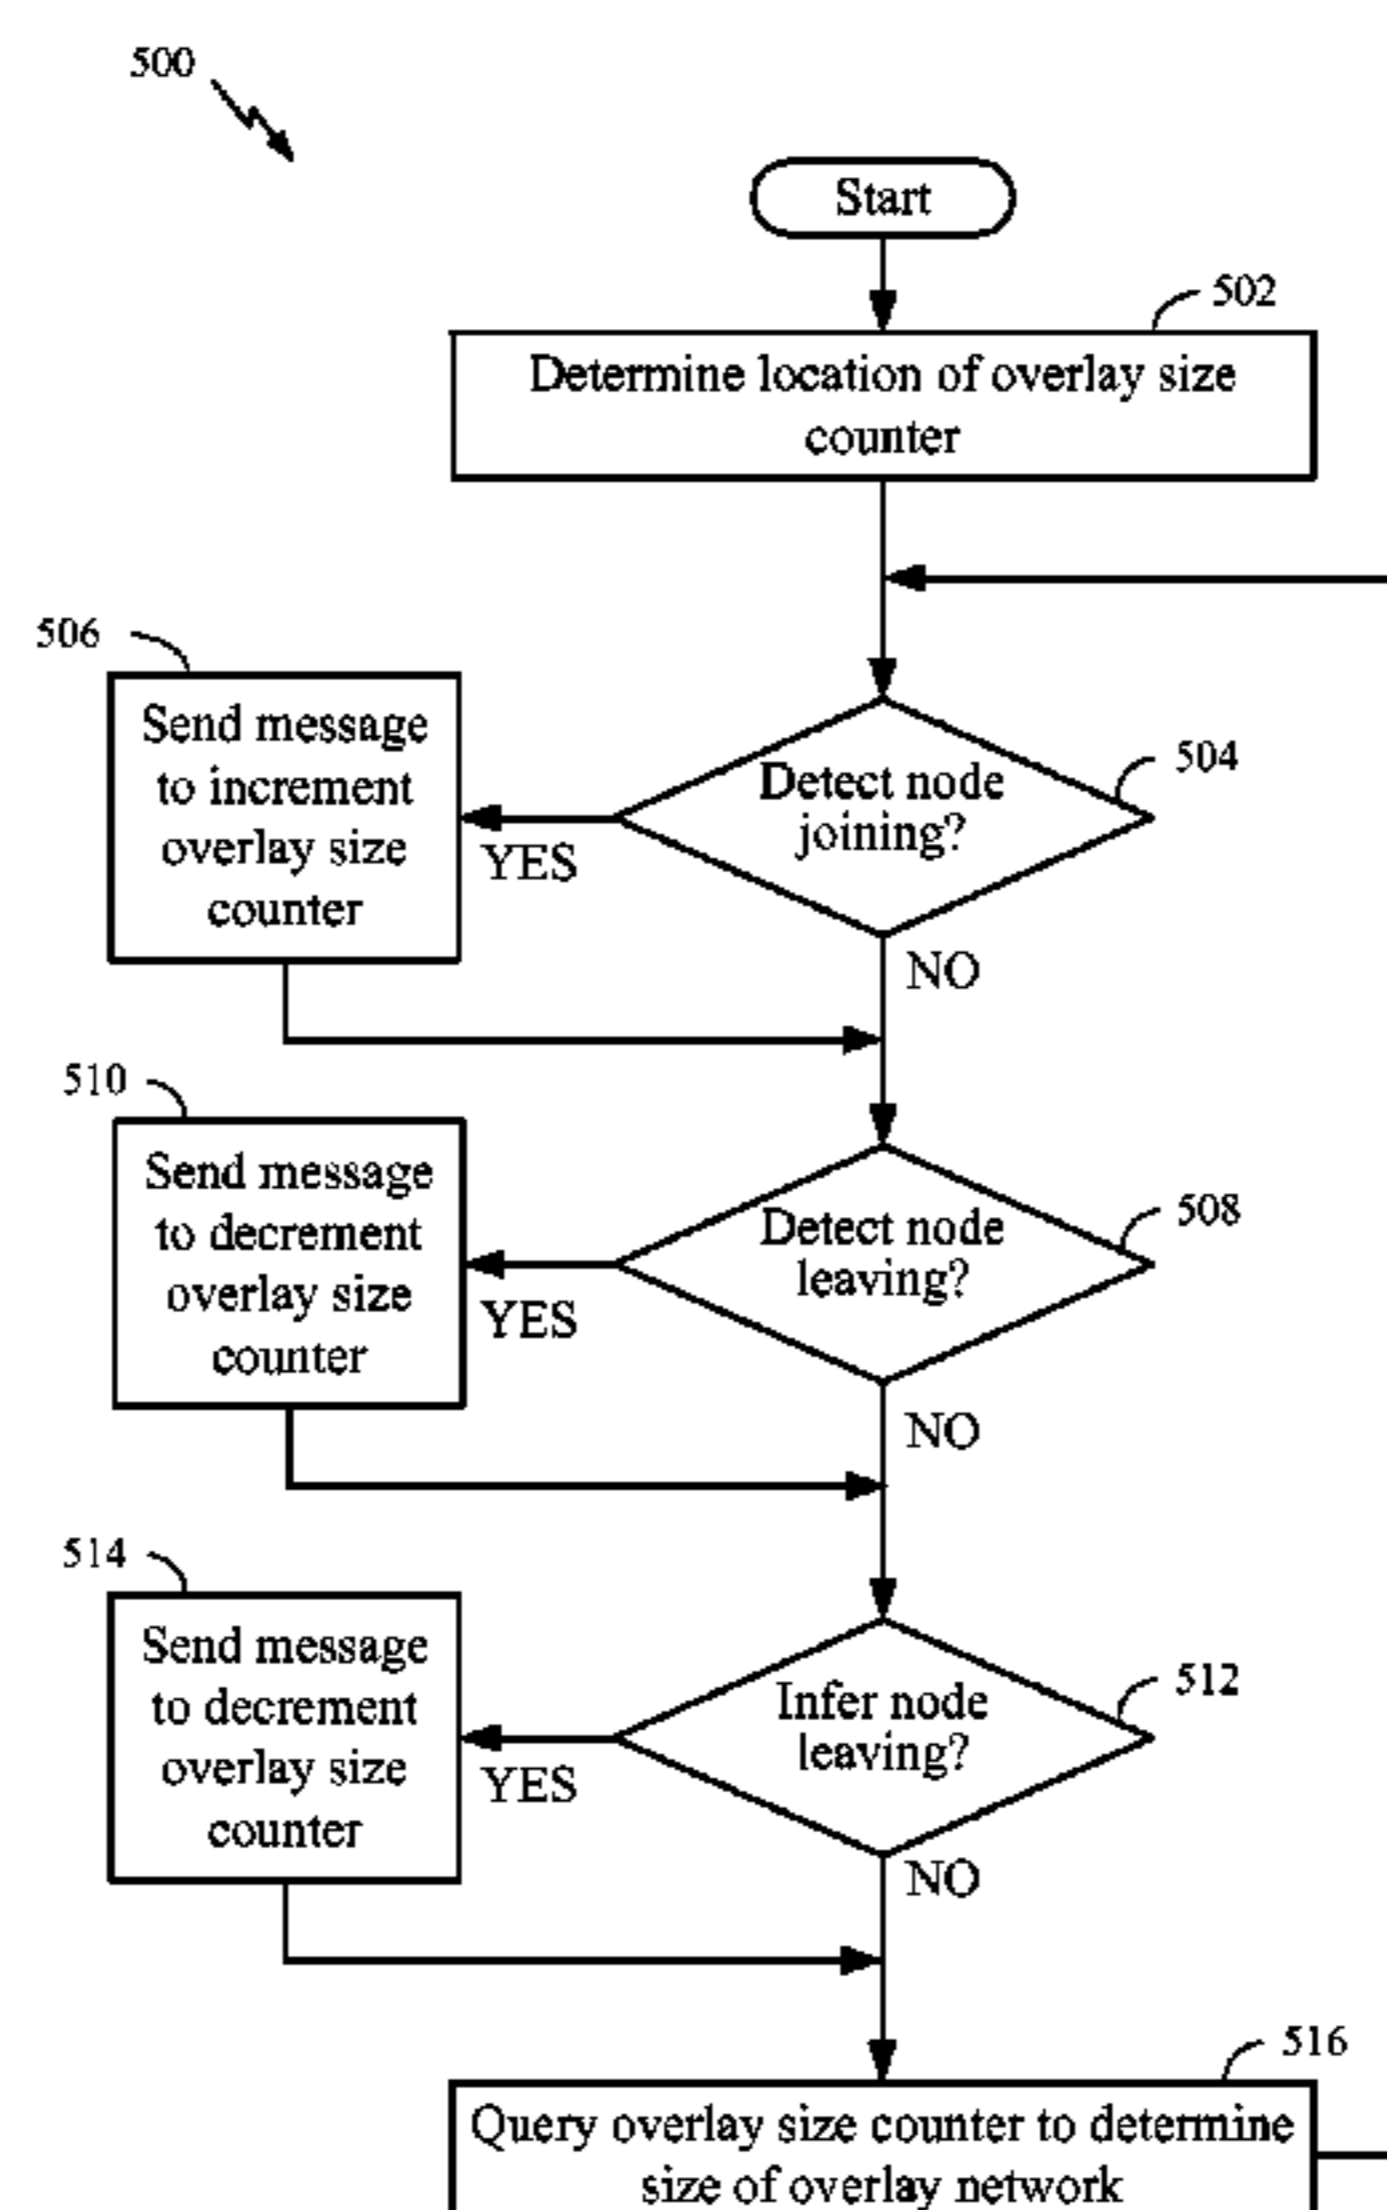 500
Start
502
Determine location of overlay size
counter
506
Send message
to increment
overlay size
counter
504
Detect node
joining?
YES
NO
510
Send message
to decrement
overlay size
counter
508
Detect node
leaving?
YES
NO
514
Send message
to decrement
overlay size
counter
512
Infer node
leaving?
YES
NO
516
Query overlay size counter to determine
size of overlay network